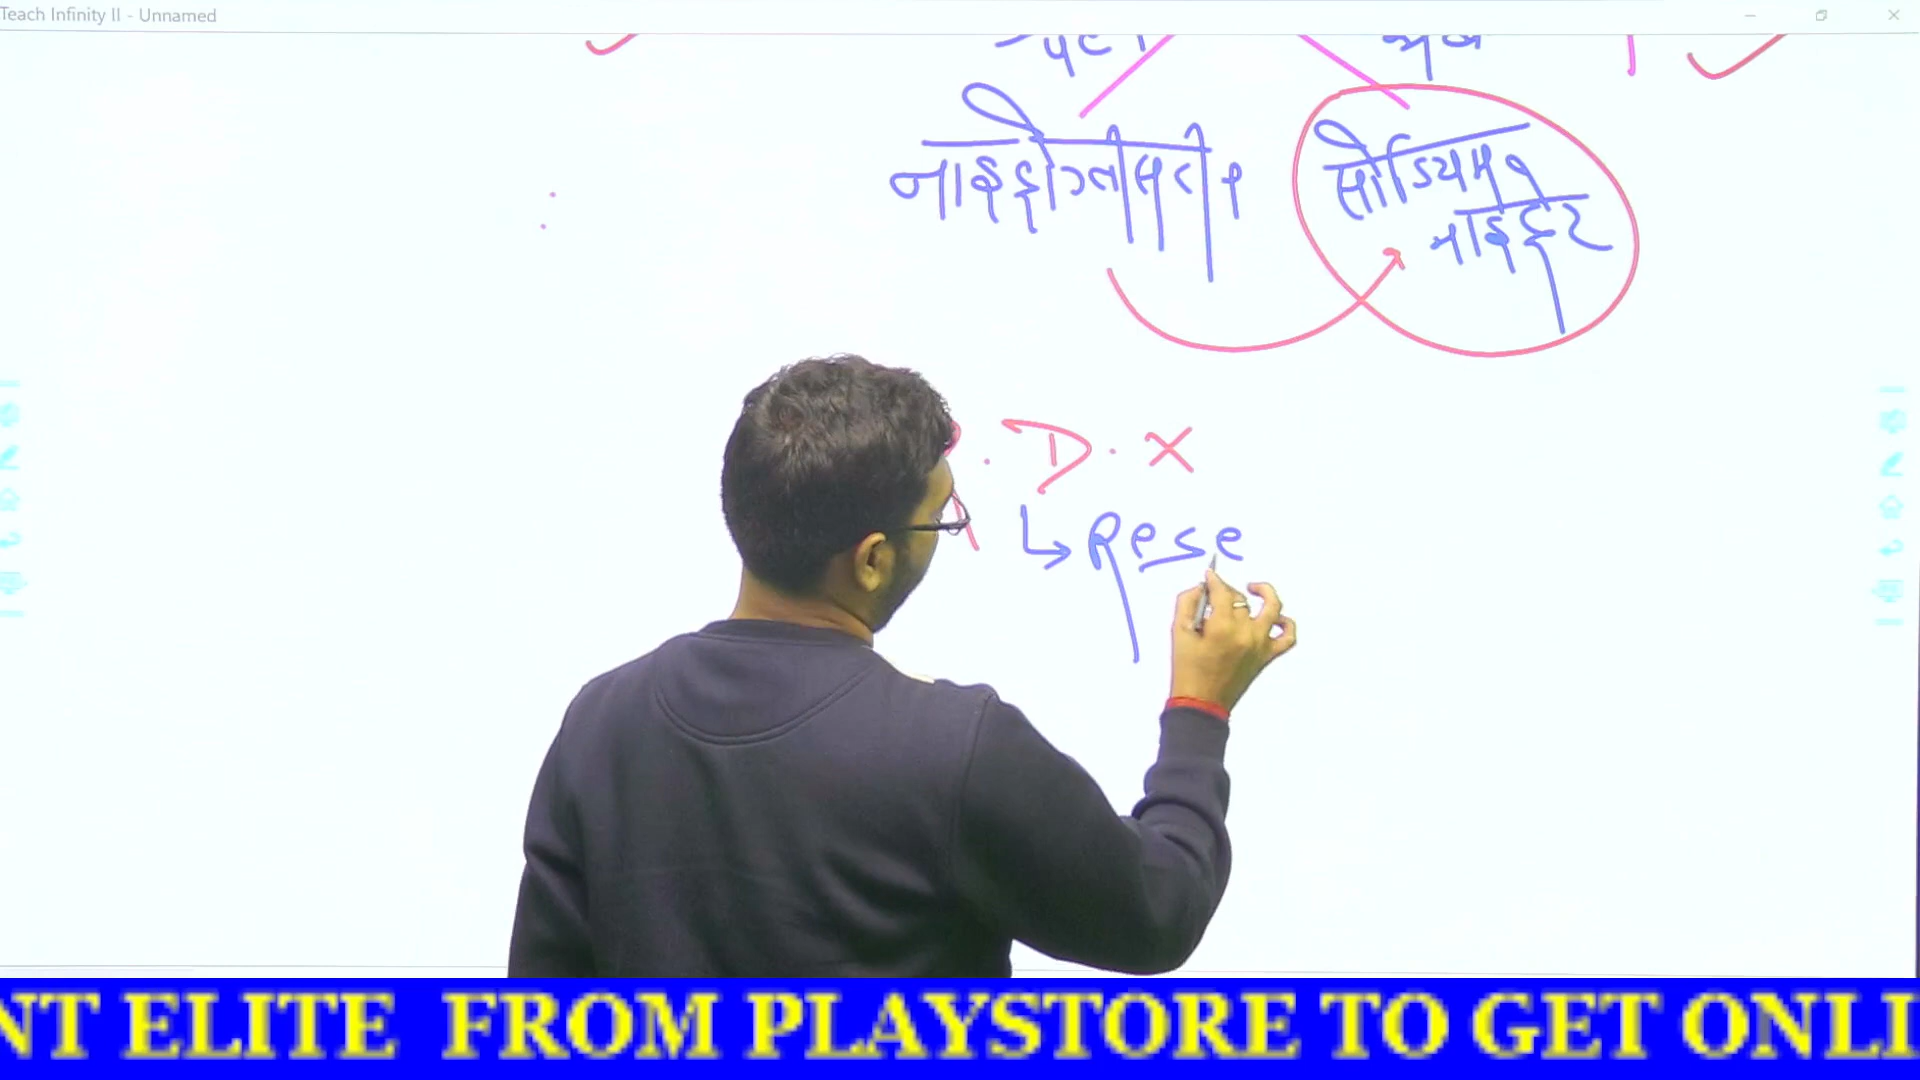 Teach Infinity II - Unnamed
नाइट्रोग्लीसरीन
सोडियम
नाइट्रेट
. D . X
↳ Rese
NT ELITE FROM PLAYSTORE TO GET ONLI